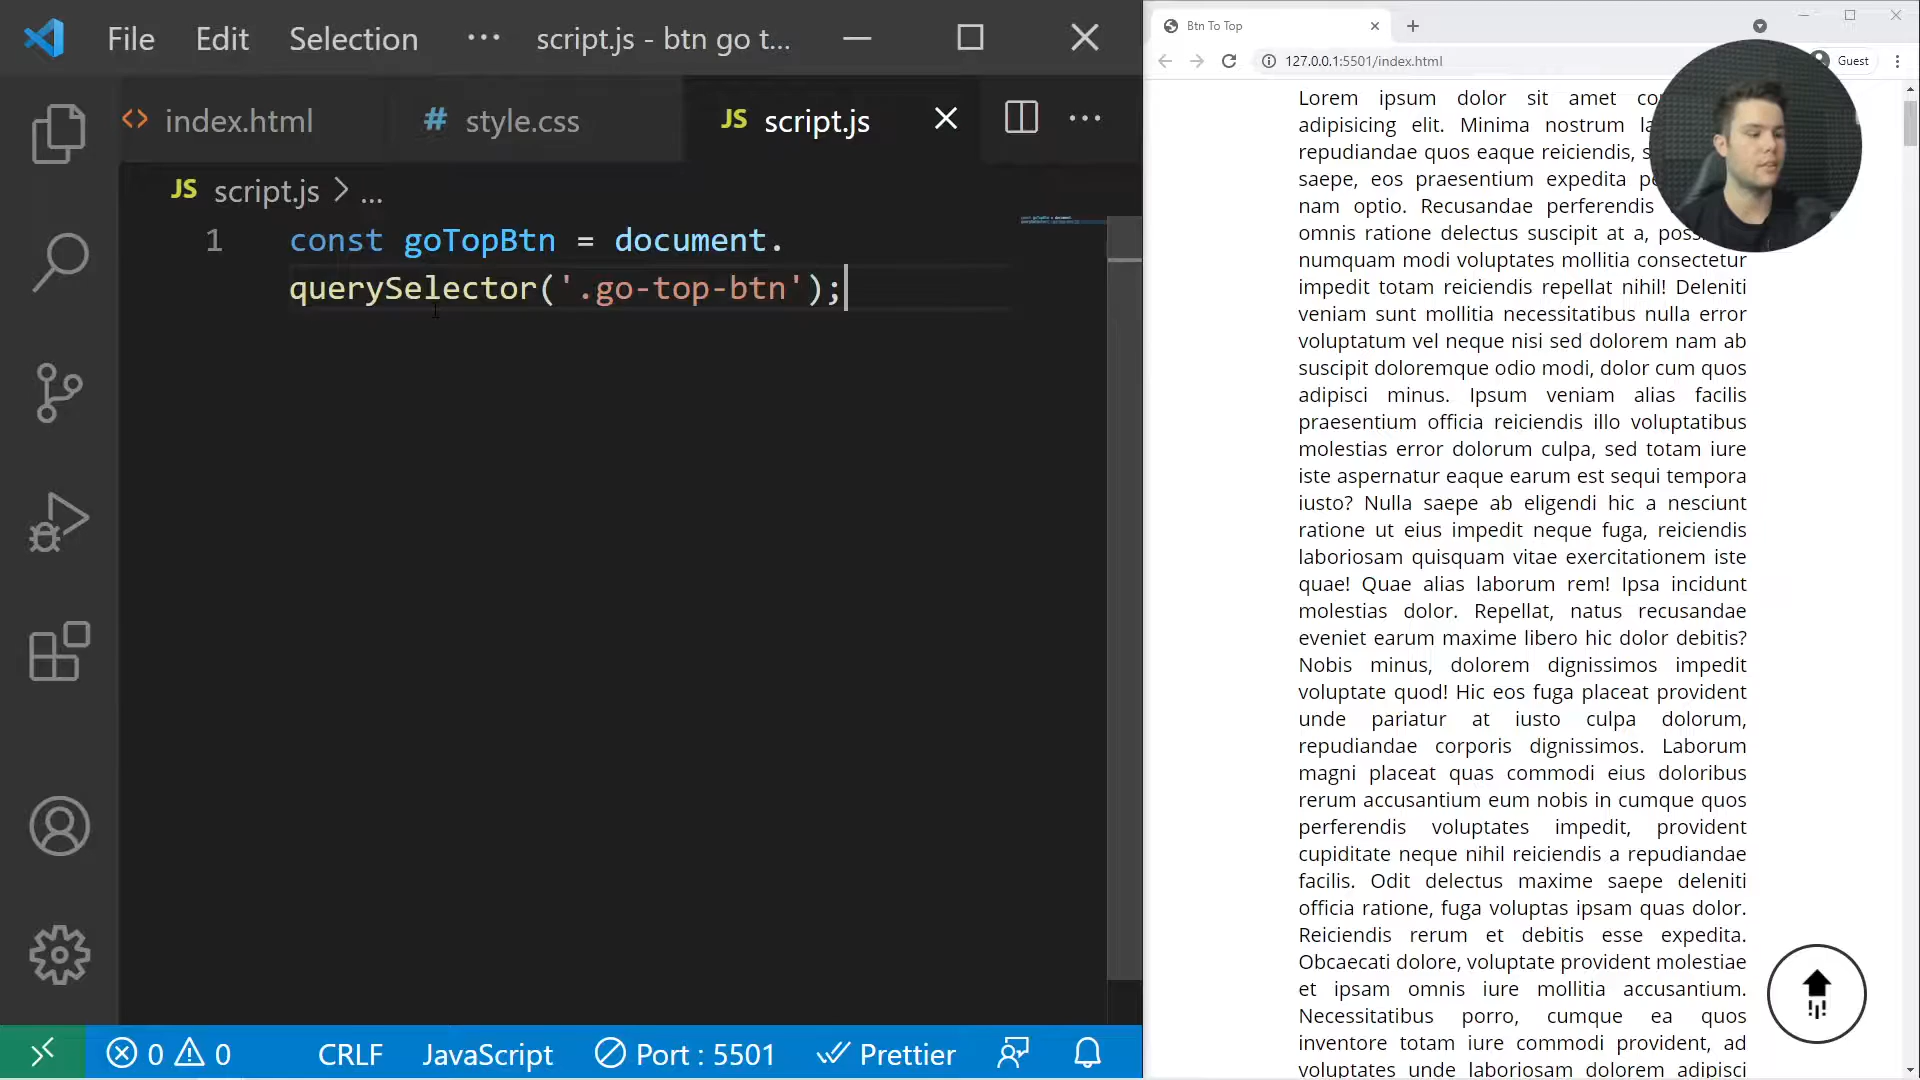 File Edit Selection ··· script.js - btn go t...
index.html style.css JS script.js
JS script.js > ...
1 const goTopBtn = document.
querySelector('.go-top-btn');
0 0 CRLF JavaScript Port : 5501 Prettier
Btn To Top
127.0.0.1:5501/index.html Guest
Lorem ipsum dolor sit amet
adipisicing elit. Minima nostrum
repudiandae quos eaque reiciendis,
saepe, eos praesentium expedita
nam optio. Recusandae perferendis
omnis ratione delectus suscipit at a,
numquam modi voluptates mollitia consectetur
impedit totam reiciendis repellat nihil! Deleniti
veniam sunt mollitia necessitatibus nulla error
voluptatum vel neque nisi sed dolorem nam ab
suscipit doloremque odio modi, dolor cum quos
adipisci minus. Ipsum veniam alias facilis
praesentium officia reiciendis illo voluptatibus
molestias error dolorum culpa, sed totam iure
iste aspernatur eaque earum est sequi tempora
iusto? Nulla saepe ab eligendi hic a nesciunt
ratione ut eius impedit neque fuga, reiciendis
laboriosam quisquam vitae exercitationem iste
quae! Quae alias laborum rem! Ipsa incidunt
molestias dolor. Repellat, natus recusandae
eveniet earum maxime libero hic dolor debitis?
Nobis minus, dolorem dignissimos impedit
voluptate quod! Hic eos fuga placeat provident
unde pariatur at iusto culpa dolorum,
repudiandae corporis dignissimos. Laborum
magni placeat quas commodi eius doloribus
rerum accusantium eum nobis in cumque quos
perferendis voluptates impedit, provident
cupiditate neque nihil reiciendis a repudiandae
facilis. Odit delectus maxime saepe deleniti
officia ratione, fuga voluptas ipsam quas dolor.
Reiciendis rerum et debitis esse expedita.
Obcaecati dolore, voluptate provident molestiae
et ipsam omnis iure mollitia accusantium.
Necessitatibus porro, cumque ea quos
inventore totam iure commodi provident, ad
voluptates unde laboriosam dolorem adipisci